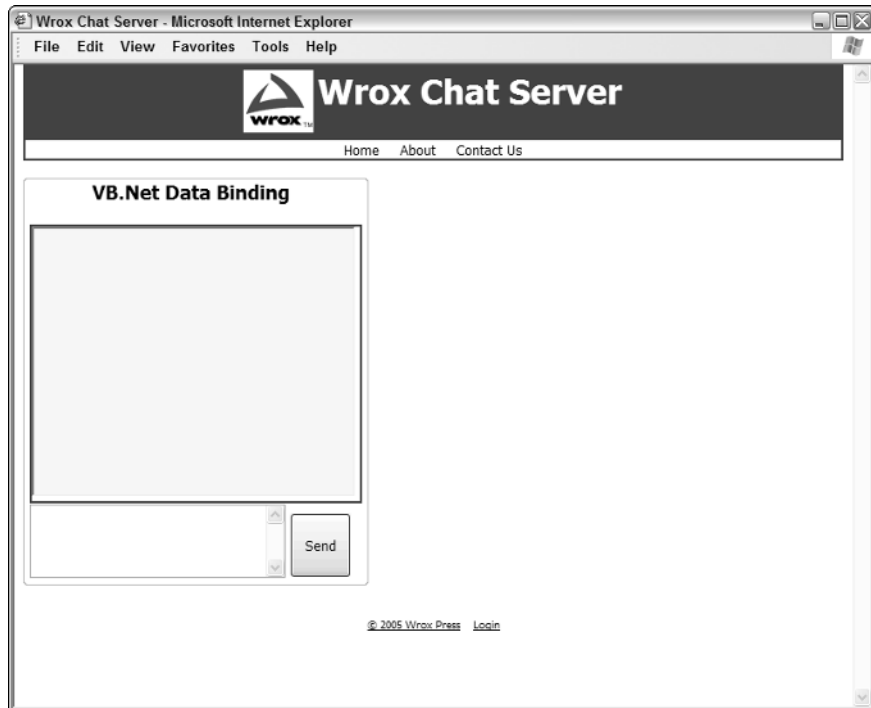 Wrox Chat Server - Microsoft Internet Explorer
File Edit View Favorites Tools Help
wrox TM
Wrox Chat Server
Home About Contact Us
VB.Net Data Binding
Send
© 2005 Wrox Press Login